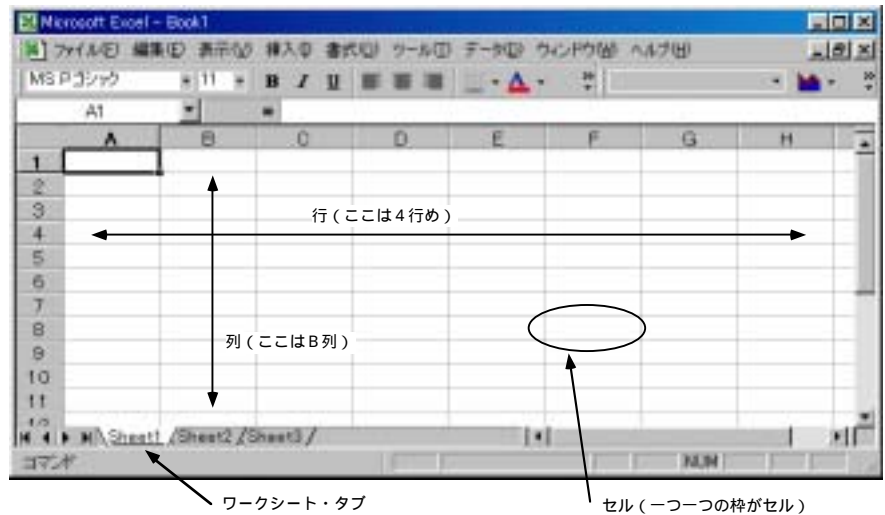 Microsoft Excel - Book1
ファイル(F) 編集(E) 表示(V) 挿入(I) 書式(O) ツール(T) データ(D) ウィンドウ(W) ヘルプ(H)
MS Pゴシック 11 B I U A
A1 =
A B C D E F G H
1
2
3
行(ここは4行め)
4
5
6
7
8
列(ここはB列)
9
10
11
12
Sheet1 Sheet2 Sheet3
コマンド NUM
ワークシート・タブ
セル(一つ一つの枠がセル)